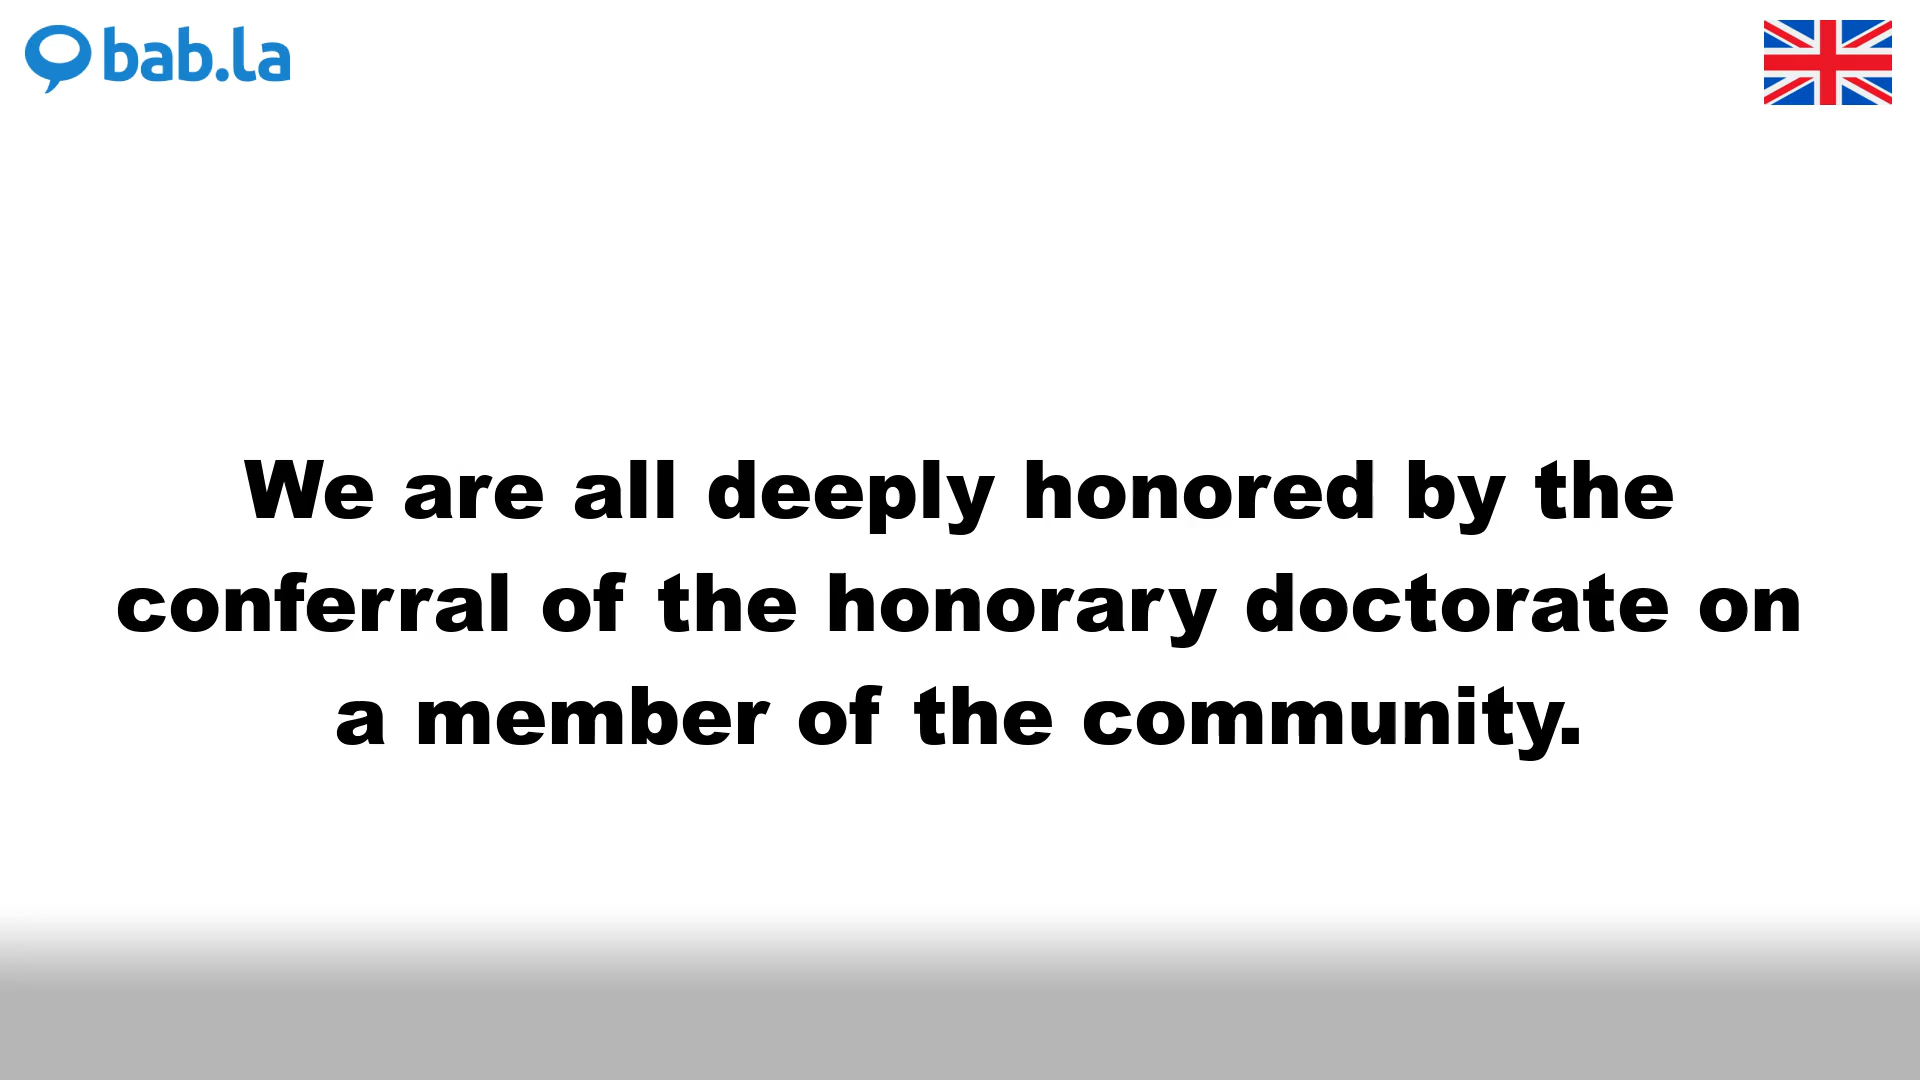 bab.la
We are all deeply honored by the
conferral of the honorary doctorate on
a member of the community.